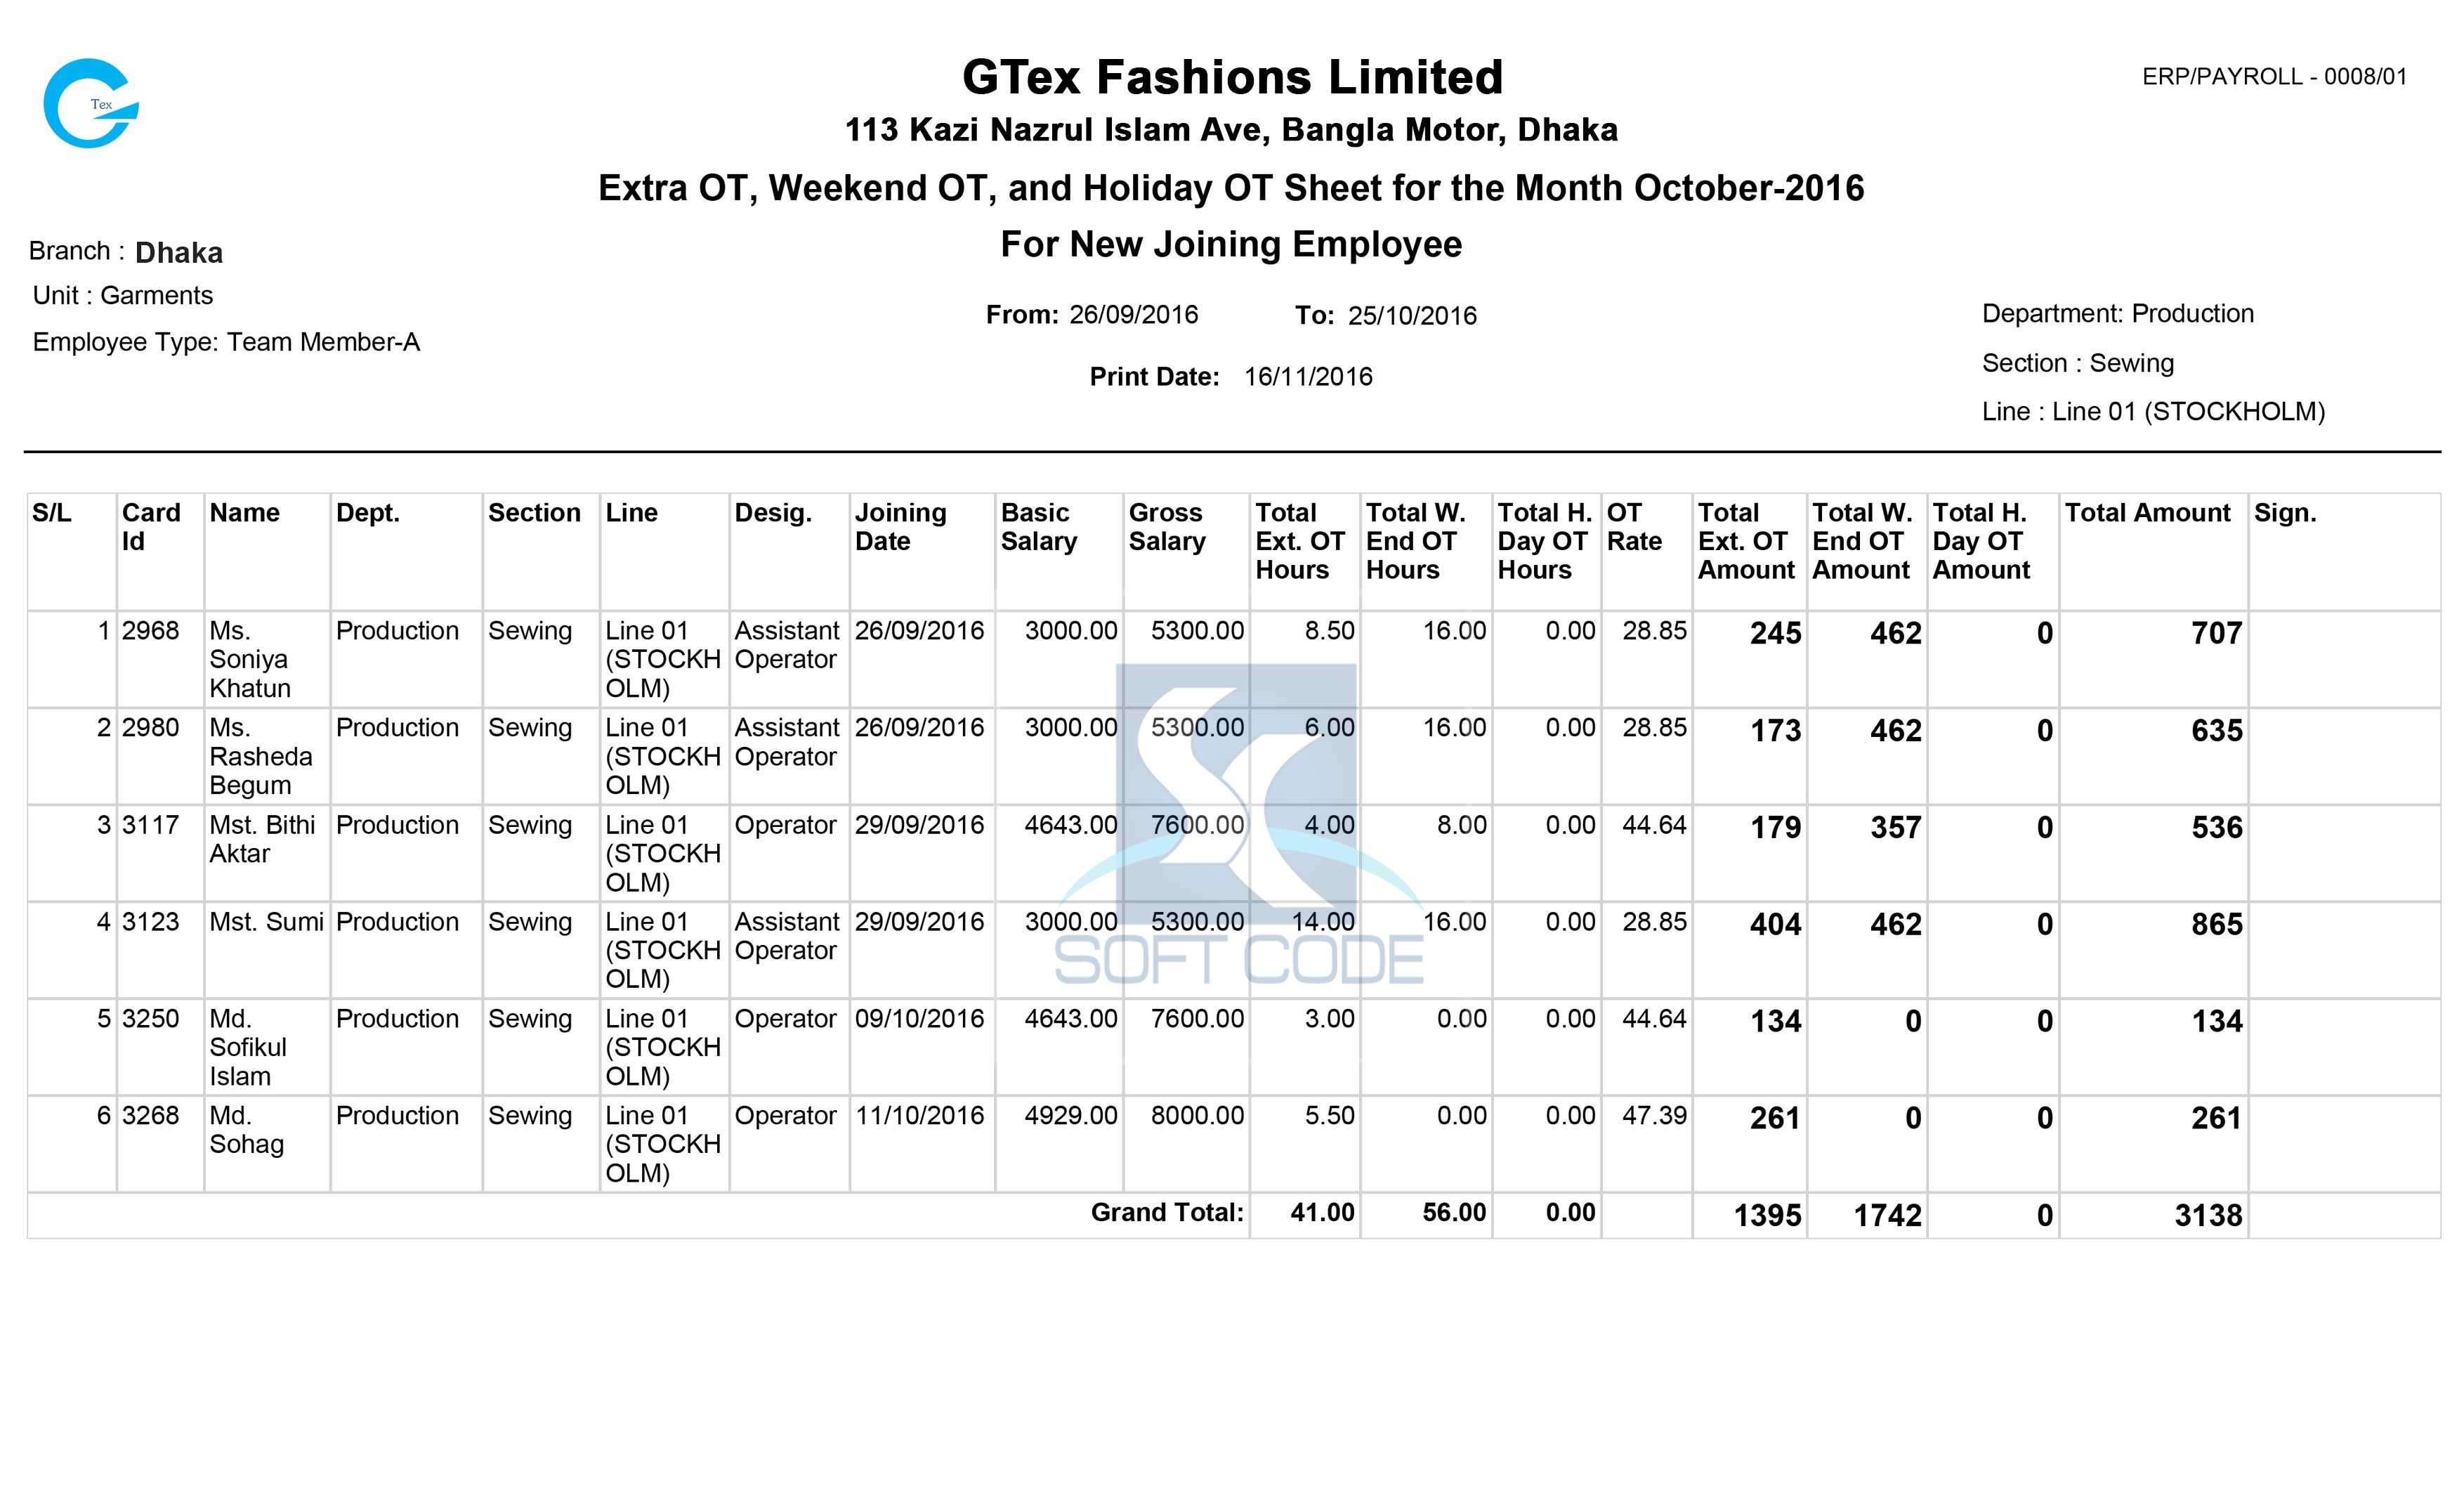 Tex
GTex Fashions Limited
ERP/PAYROLL - 0008/01
113 Kazi Nazrul Islam Ave, Bangla Motor, Dhaka
Extra OT, Weekend OT, and Holiday OT Sheet for the Month October-2016
For New Joining Employee
Branch : Dhaka
Unit : Garments
Employee Type: Team Member-A
From: 26/09/2016 To: 25/10/2016
Print Date: 16/11/2016
Department: Production
Section : Sewing
Line : Line 01 (STOCKHOLM)
S/L Card Name Dept. Section Line Desig. Joining Basic Gross Total Total W. Total H. OT Total Total W. Total H. Total Amount Sign.
Id Date Salary Salary Ext. OT End OT Day OT Rate Ext. OT End OT Day OT
Hours Hours Hours Amount Amount Amount
1 2968 Ms. Production Sewing Line 01 Assistant 26/09/2016 3000.00 5300.00 8.50 16.00 0.00 28.85 245 462 0 707
Soniya (STOCKH Operator
Khatun OLM)
2 2980 Ms. Production Sewing Line 01 Assistant 26/09/2016 3000.00 5300.00 6.00 16.00 0.00 28.85 173 462 0 635
Rasheda (STOCKH Operator
Begum OLM)
3 3117 Mst. Bithi Production Sewing Line 01 Operator 29/09/2016 4643.00 7600.00 4.00 8.00 0.00 44.64 179 357 0 536
Aktar (STOCKH
OLM)
4 3123 Mst. Sumi Production Sewing Line 01 Assistant 29/09/2016 3000.00 5300.00 14.00 16.00 0.00 28.85 404 462 0 865
(STOCKH Operator
OLM)
SOFT CODE
5 3250 Md. Production Sewing Line 01 Operator 09/10/2016 4643.00 7600.00 3.00 0.00 0.00 44.64 134 0 0 134
Sofikul (STOCKH
Islam OLM)
6 3268 Md. Production Sewing Line 01 Operator 11/10/2016 4929.00 8000.00 5.50 0.00 0.00 47.39 261 0 0 261
Sohag (STOCKH
OLM)
Grand Total: 41.00 56.00 0.00 1395 1742 0 3138